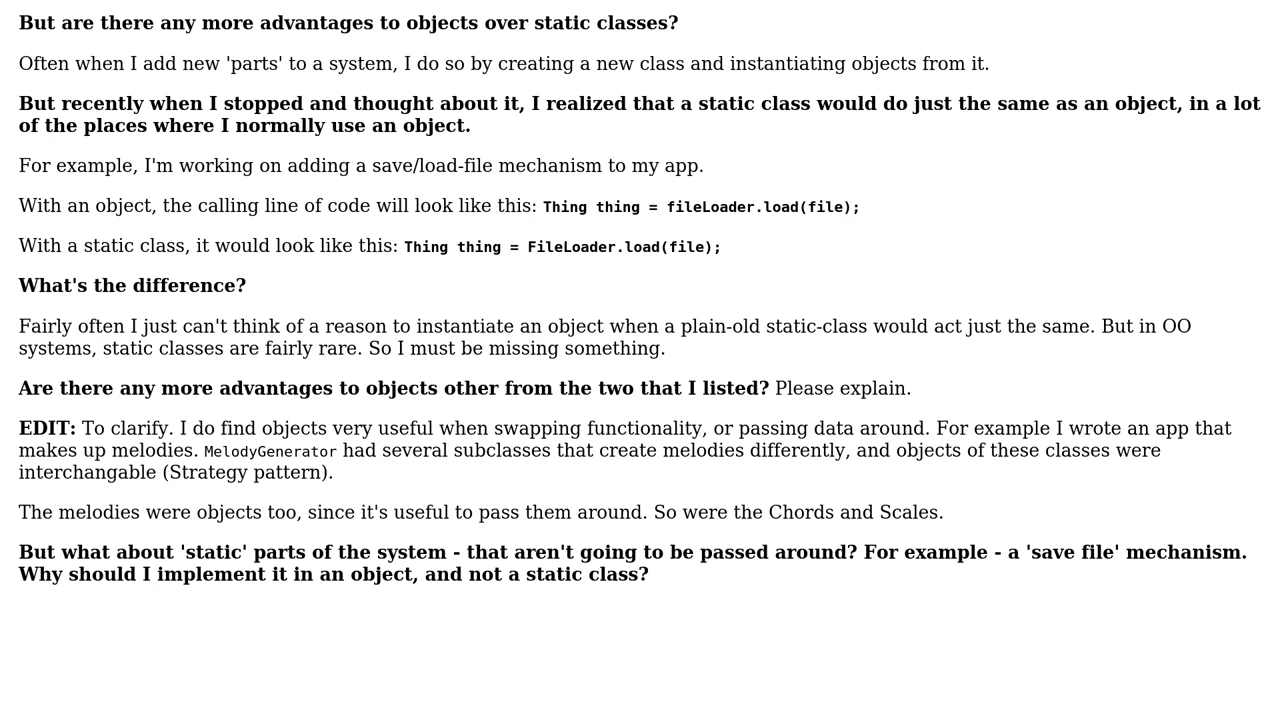 But are there any more advantages to objects over static classes?
Often when I add new 'parts' to a system, I do so by creating a new class and instantiating objects from it.
But recently when I stopped and thought about it, I realized that a static class would do just the same as an object, in a lot
of the places where I normally use an object.
For example, I'm working on adding a save/load-file mechanism to my app.
With an object, the calling line of code will look like this: Thing thing = fileLoader.load(file);
With a static class, it would look like this: Thing thing = FileLoader.load(file);
What's the difference?
Fairly often I just can't think of a reason to instantiate an object when a plain-old static-class would act just the same. But in OO
systems, static classes are fairly rare. So I must be missing something.
Are there any more advantages to objects other from the two that I listed? Please explain.
EDIT: To clarify. I do find objects very useful when swapping functionality, or passing data around. For example I wrote an app that
makes up melodies. MelodyGenerator had several subclasses that create melodies differently, and objects of these classes were
interchangable (Strategy pattern).
The melodies were objects too, since it's useful to pass them around. So were the Chords and Scales.
But what about 'static' parts of the system - that aren't going to be passed around? For example - a 'save file' mechanism.
Why should I implement it in an object, and not a static class?